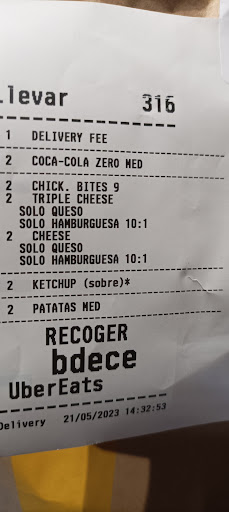 Llevar 316
1 DELIVERY FEE
2 COCA-COLA ZERO MED
2 CHICK. BITES 9
2 TRIPLE CHEESE
SOLO QUESO
SOLO HAMBURGUESA 10:1
2 CHEESE
SOLO QUESO
SOLO HAMBURGUESA 10:1
2 KETCHUP (sobre)*
2 PATATAS MED
RECOGER
bdece
UberEats
Delivery 21/05/2023 14:32:53